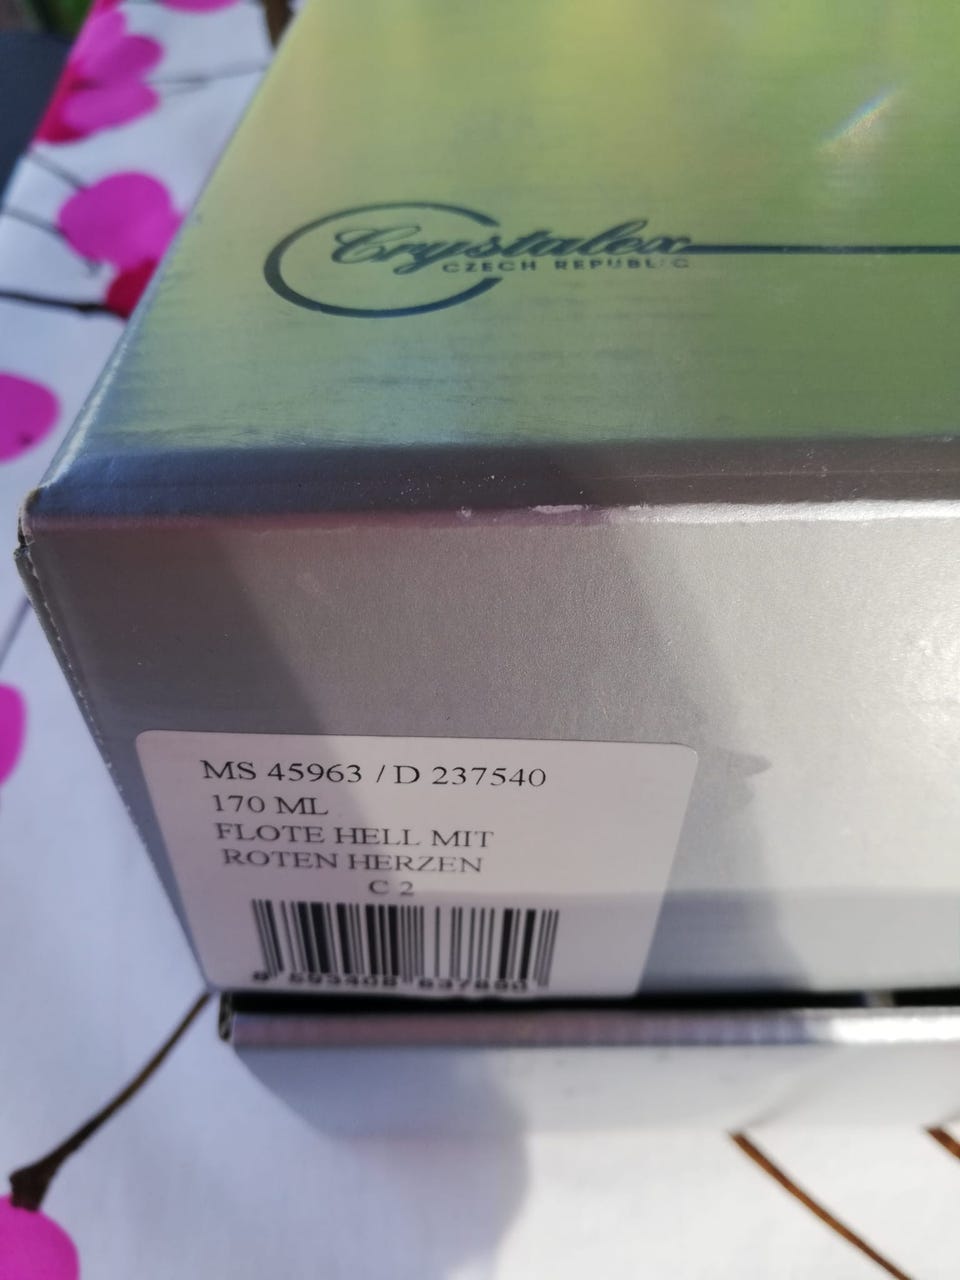 Crystalex
CZECH REPUBLIC
MS 45963 / D 237540
170 ML
FLOTE HELL MIT
ROTEN HERZEN
C 2